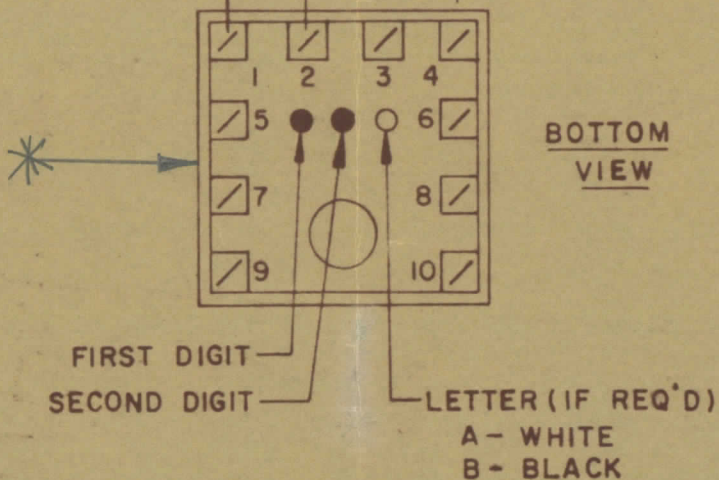 1 2 3 4
5 6
BOTTOM
VIEW
7 8
9 10
FIRST DIGIT
SECOND DIGIT
LETTER (IF REQ'D)
A - WHITE
B - BLACK